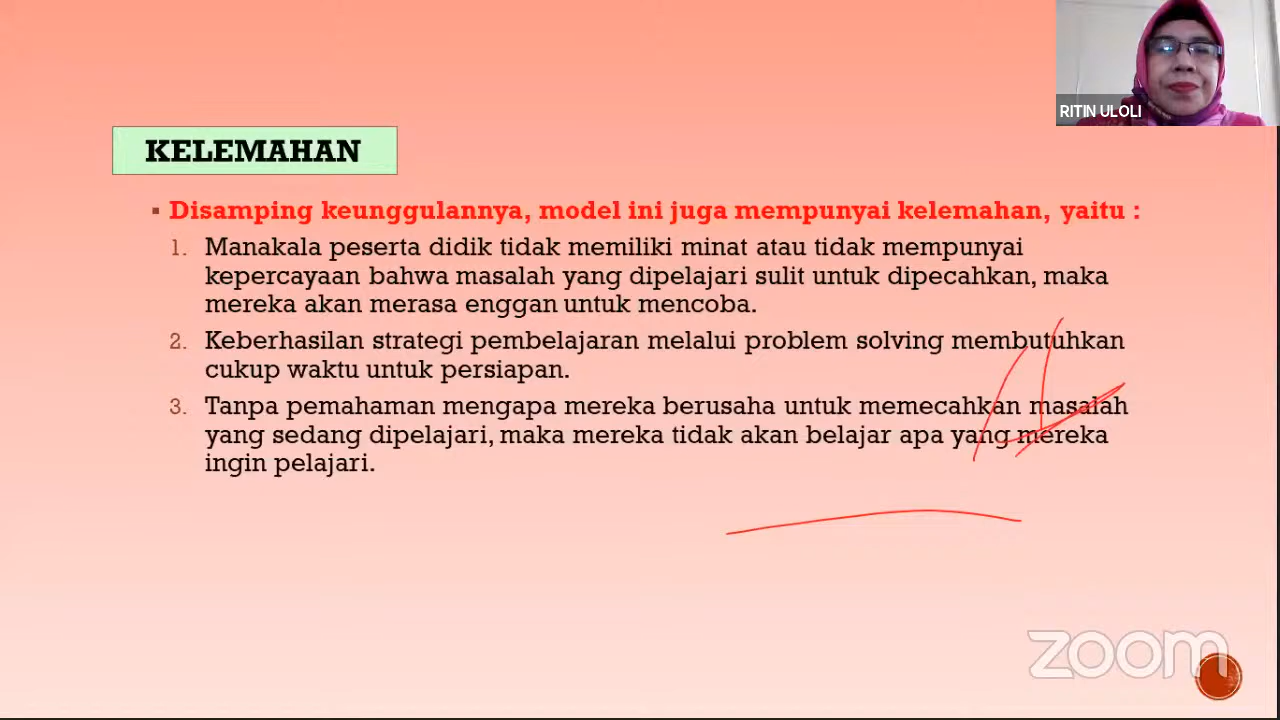 RITIN ULOLI
KELEMAHAN
▪ Disamping keunggulannya, model ini juga mempunyai kelemahan, yaitu :
1. Manakala peserta didik tidak memiliki minat atau tidak mempunyai
kepercayaan bahwa masalah yang dipelajari sulit untuk dipecahkan, maka
mereka akan merasa enggan untuk mencoba.
2. Keberhasilan strategi pembelajaran melalui problem solving membutuhkan
cukup waktu untuk persiapan.
3. Tanpa pemahaman mengapa mereka berusaha untuk memecahkan masalah
yang sedang dipelajari, maka mereka tidak akan belajar apa yang mereka
ingin pelajari.
zoom